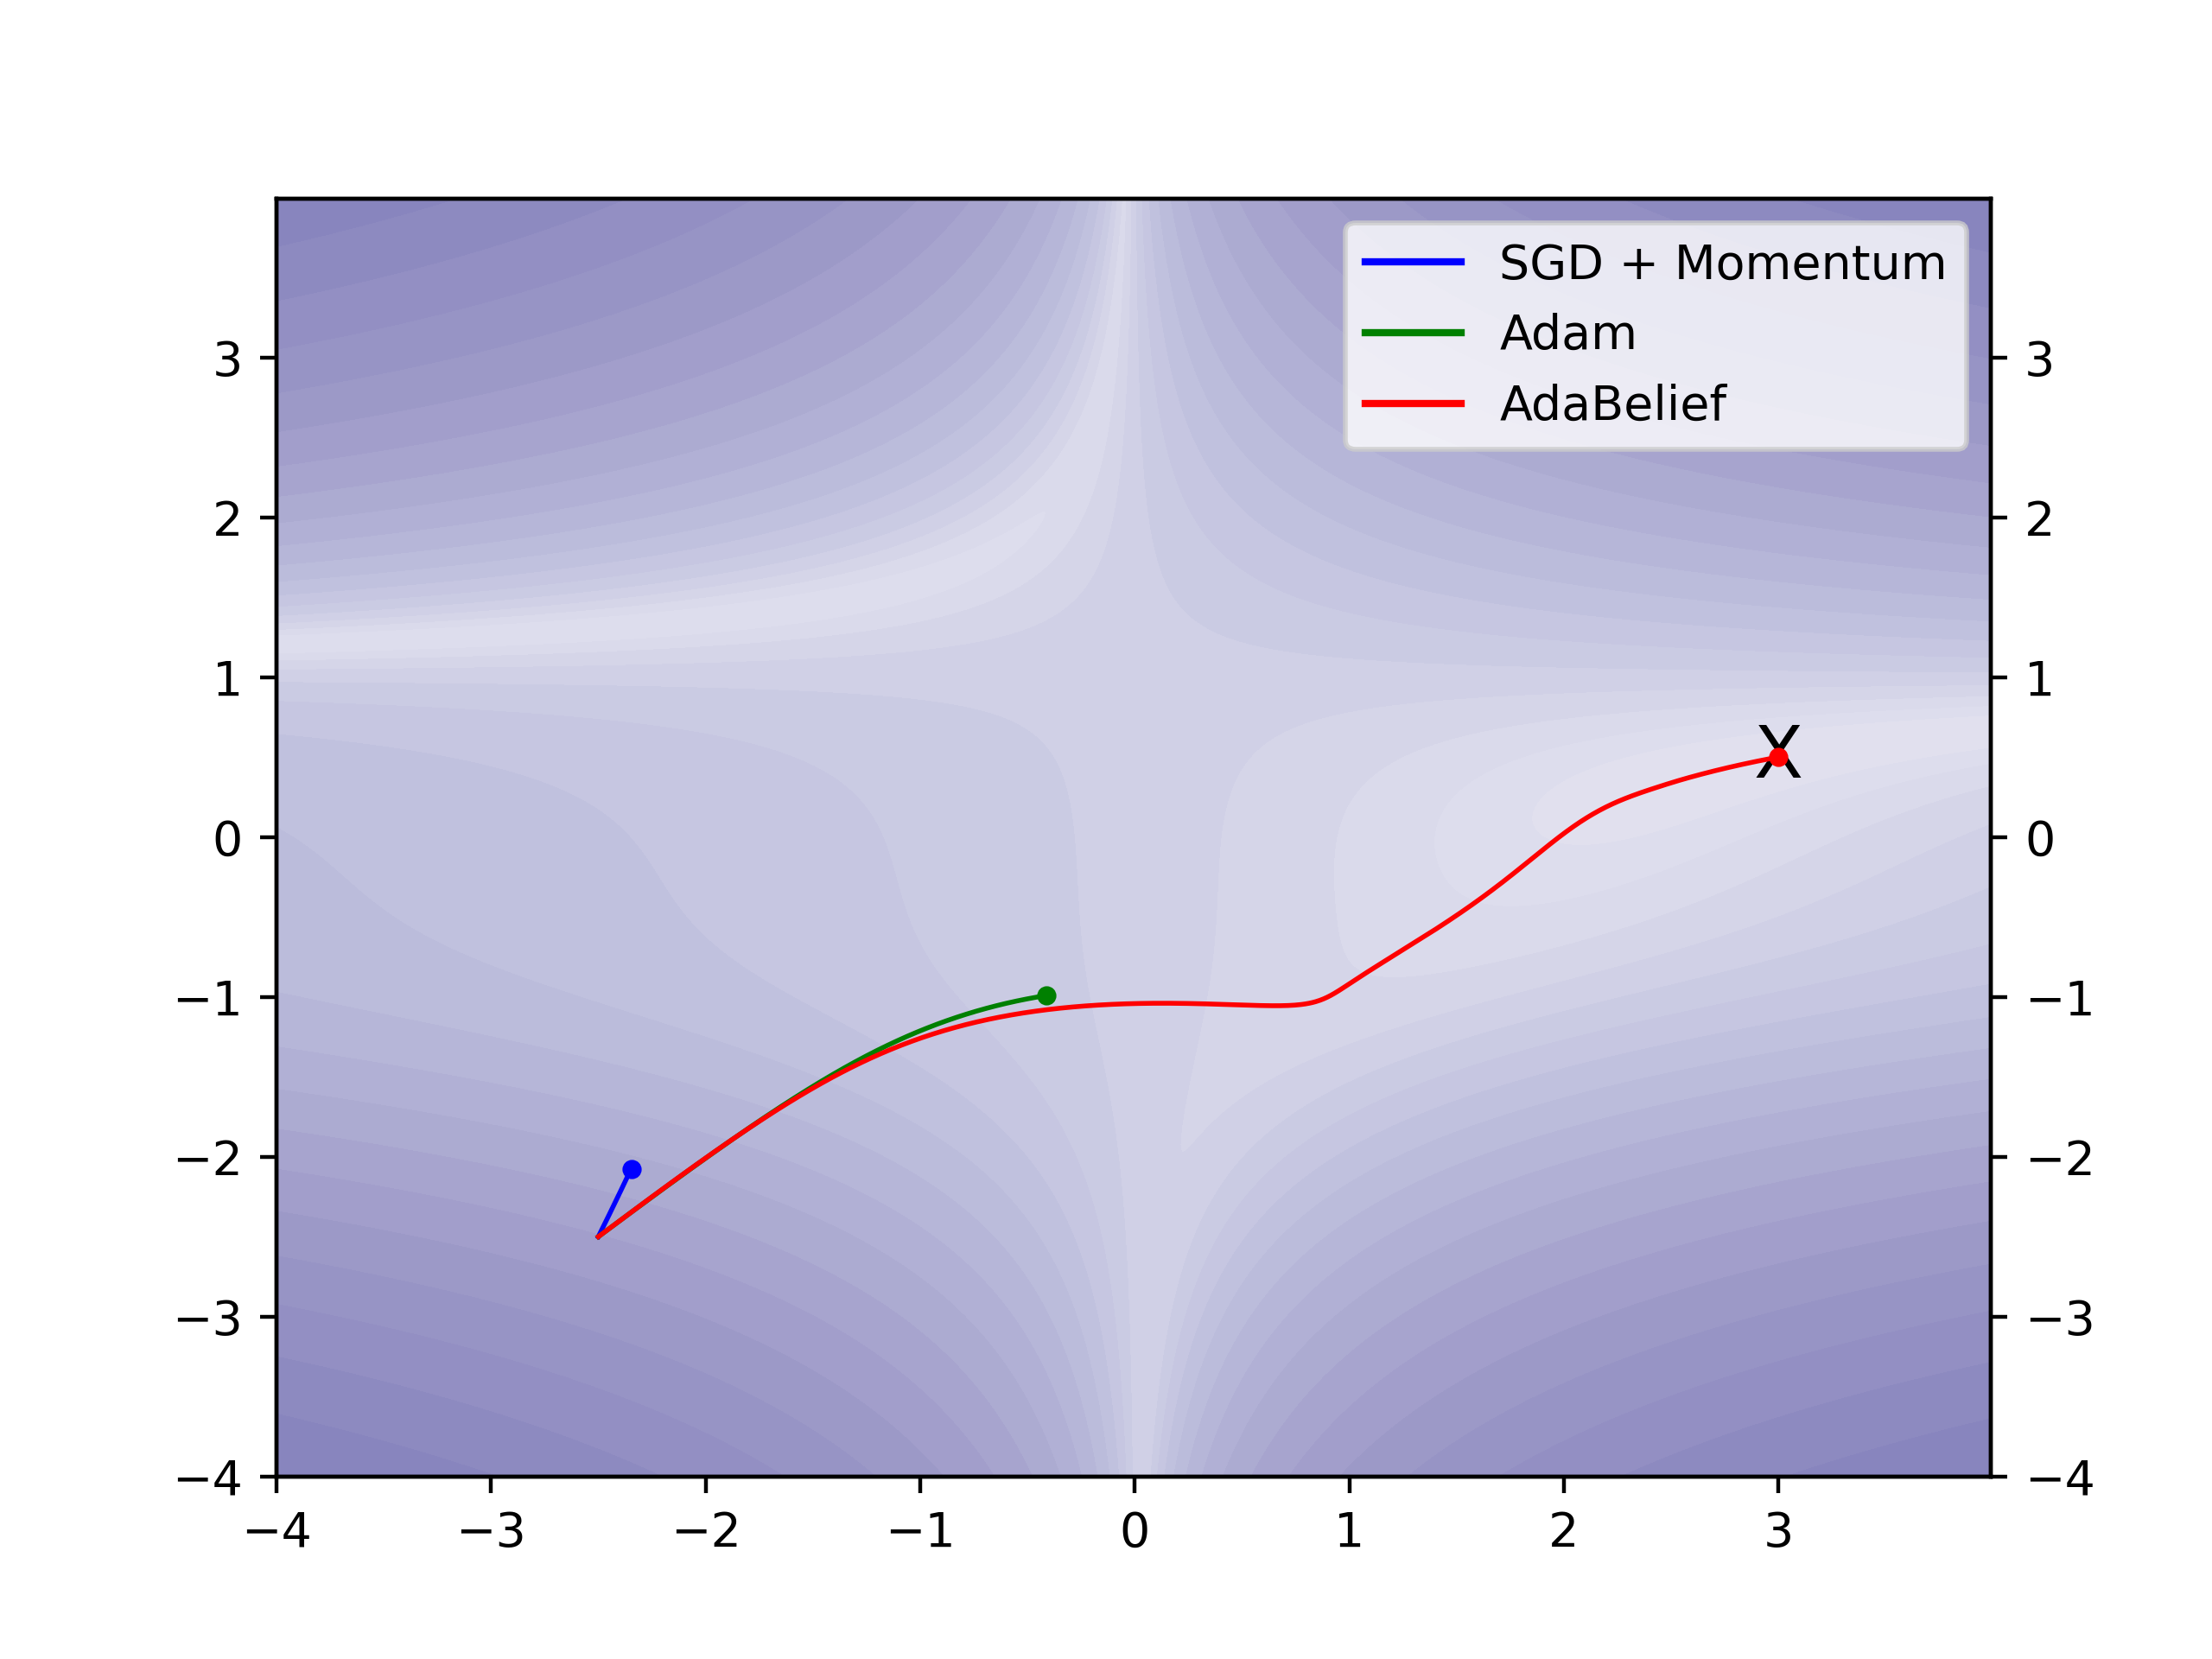 SGD + Momentum
Adam
AdaBelief
3 3
2 2
1 1
X
0 0
−1 −1
−2 −2
−3 −3
−4 −4
−4 −3 −2 −1 0 1 2 3